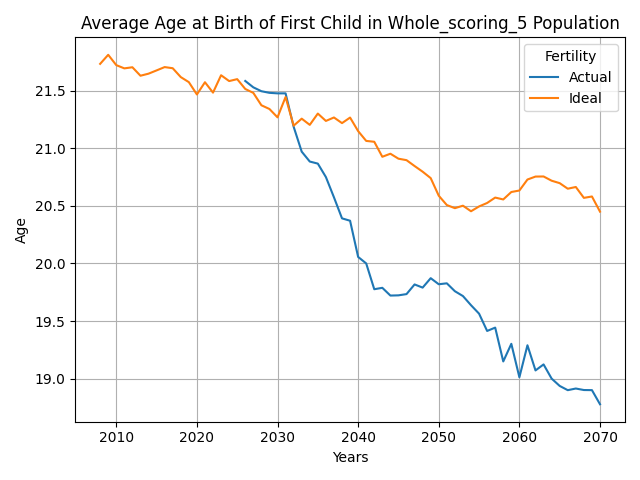 Average Age at Birth of First Child in Whole_scoring_5 Population
Fertility
Actual
Ideal
Age
21.5
21.0
20.5
20.0
19.5
19.0
2010 2020 2030 2040 2050 2060 2070
Years